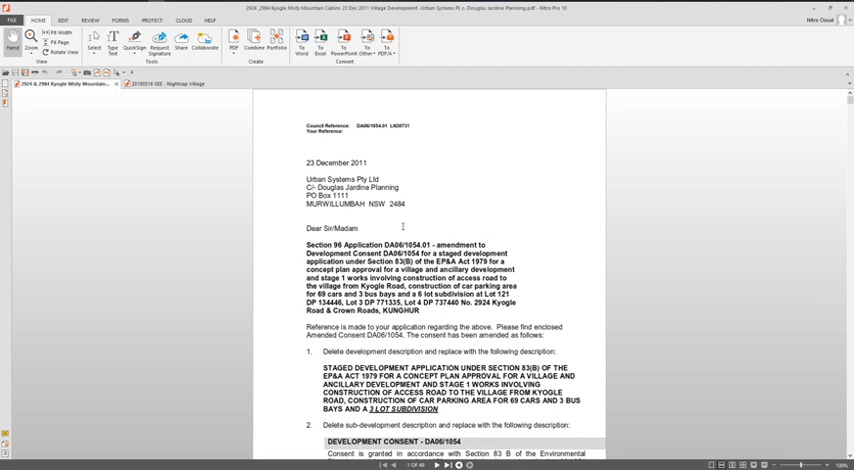 2924_2984 Kyogle Misty Mountain Cabins 23 Dec 2011 Village Development -Urban Systems PL c- Douglas Jardine Planning.pdf - Nitro Pro 10
FILE HOME EDIT REVIEW FORMS PROTECT CLOUD HELP
Nitro Cloud
Hand Zoom Fit Width Fit Page Rotate View
Select Type Text QuickSign Request Signature Share Collaborate
PDF Combine Portfolio
To Word To Excel To PowerPoint To Other To PDF/A
View Tools Create Convert
2924 & 2984 Kyogle Misty Mountain...
20190516 SEE - Nightcap Village
Council Reference: DA06/1054.01 LN39731
Your Reference:
23 December 2011
Urban Systems Pty Ltd
C/- Douglas Jardine Planning
PO Box 1111
MURWILLUMBAH NSW 2484
Dear Sir/Madam
Section 96 Application DA06/1054.01 - amendment to
Development Consent DA06/1054 for a staged development
application under Section 83(B) of the EP&A Act 1979 for a
concept plan approval for a village and ancillary development
and stage 1 works involving construction of access road to
the village from Kyogle Road, construction of car parking area
for 69 cars and 3 bus bays and a 6 lot subdivision at Lot 121
DP 134446, Lot 3 DP 771335, Lot 4 DP 737440 No. 2924 Kyogle
Road & Crown Roads, KUNGHUR
Reference is made to your application regarding the above. Please find enclosed
Amended Consent DA06/1054. The consent has been amended as follows:
1. Delete development description and replace with the following description:
STAGED DEVELOPMENT APPLICATION UNDER SECTION 83(B) OF THE
EP&A ACT 1979 FOR A CONCEPT PLAN APPROVAL FOR A VILLAGE AND
ANCILLARY DEVELOPMENT AND STAGE 1 WORKS INVOLVING
CONSTRUCTION OF ACCESS ROAD TO THE VILLAGE FROM KYOGLE
ROAD, CONSTRUCTION OF CAR PARKING AREA FOR 69 CARS AND 3 BUS
BAYS AND A 3 LOT SUBDIVISION
2. Delete sub-development description and replace with the following description:
DEVELOPMENT CONSENT - DA06/1054
Consent is granted in accordance with Section 83 B of the Environmental
1 OF 49
100%